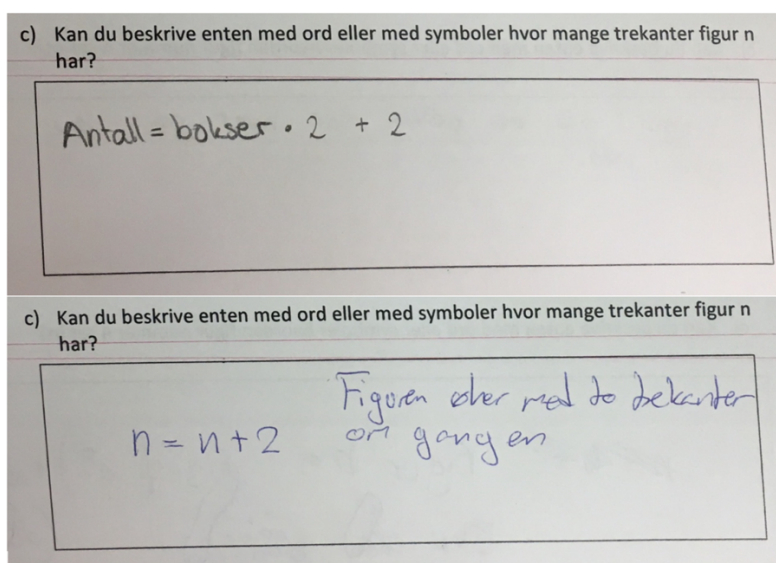 c) Kan du beskrive enten med ord eller med symboler hvor mange trekanter figur n
har?
Antall = bokser · 2 + 2
c) Kan du beskrive enten med ord eller med symboler hvor mange trekanter figur n
har?
Figuren øker med to trekanter
n = n + 2 om gangen